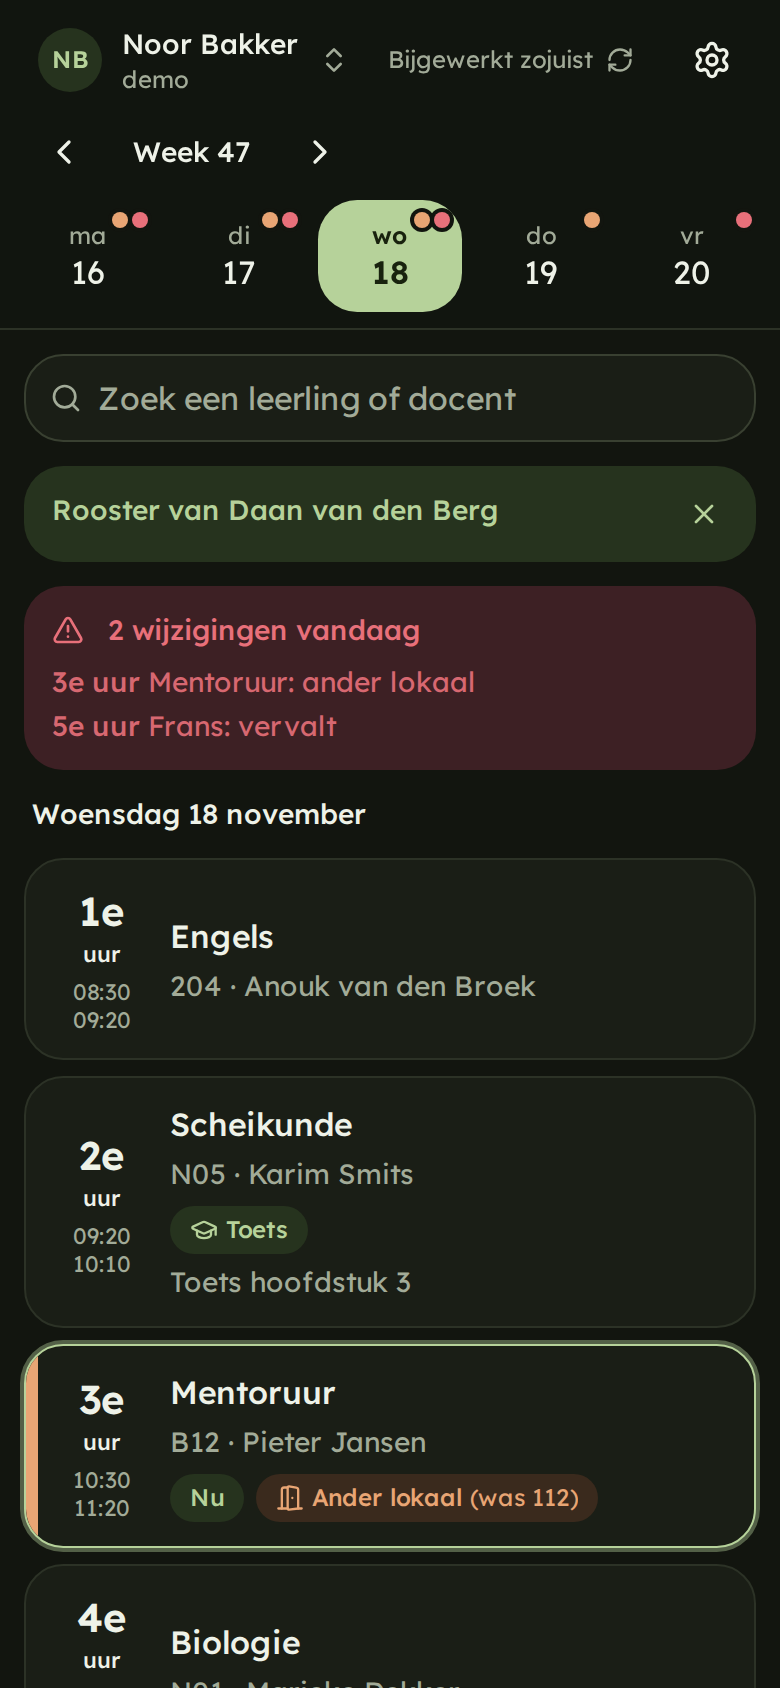 NB
Noor Bakker
demo
Bijgewerkt zojuist
Week 47
ma
16
di
17
wo
18
do
19
vr
20
Zoek een leerling of docent
Rooster van Daan van den Berg
2 wijzigingen vandaag
3e uur Mentoruur: ander lokaal
5e uur Frans: vervalt
Woensdag 18 november
1e
uur
08:30
09:20
Engels
204 · Anouk van den Broek
2e
uur
09:20
10:10
Scheikunde
N05 · Karim Smits
Toets
Toets hoofdstuk 3
3e
uur
10:30
11:20
Mentoruur
B12 · Pieter Jansen
Nu
Ander lokaal (was 112)
4e
uur
Biologie